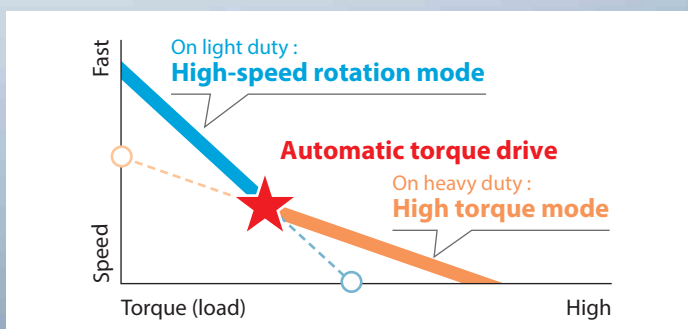 On light duty :
High-speed rotation mode
Fast
Automatic torque drive
On heavy duty :
High torque mode
Speed
Torque (load)
High